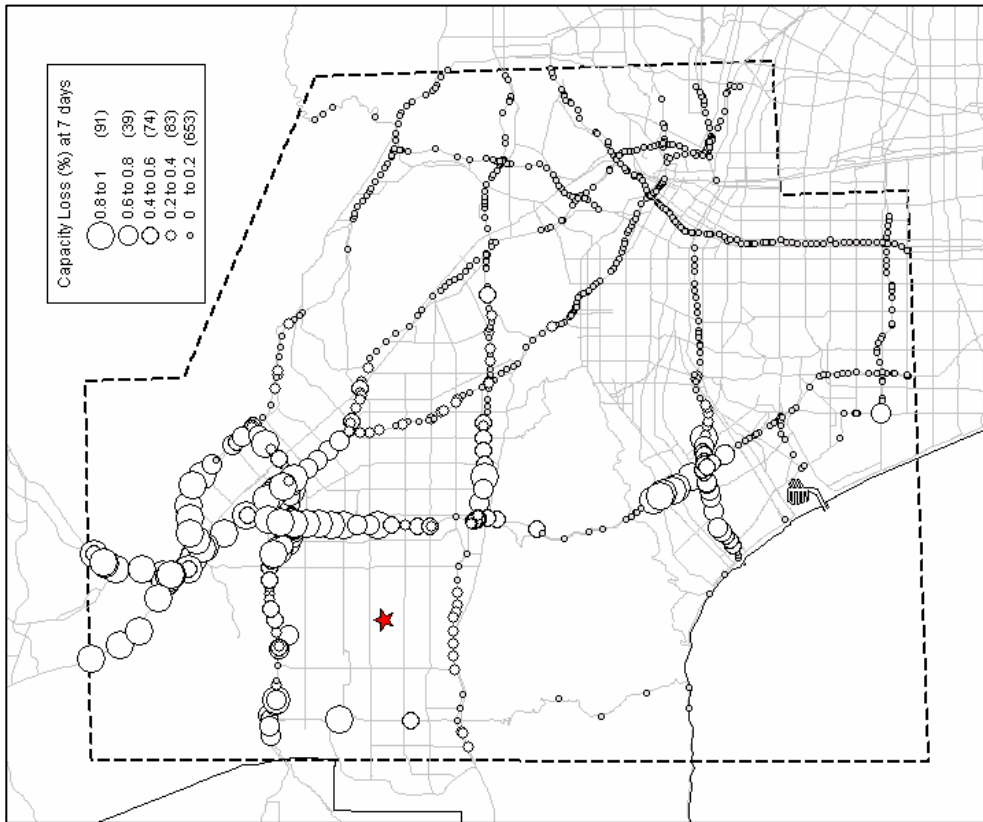 Capacity Loss (%) at 7 days
0.8 to 1 (91)
0.6 to 0.8 (39)
0.4 to 0.6 (74)
0.2 to 0.4 (83)
0 to 0.2 (653)